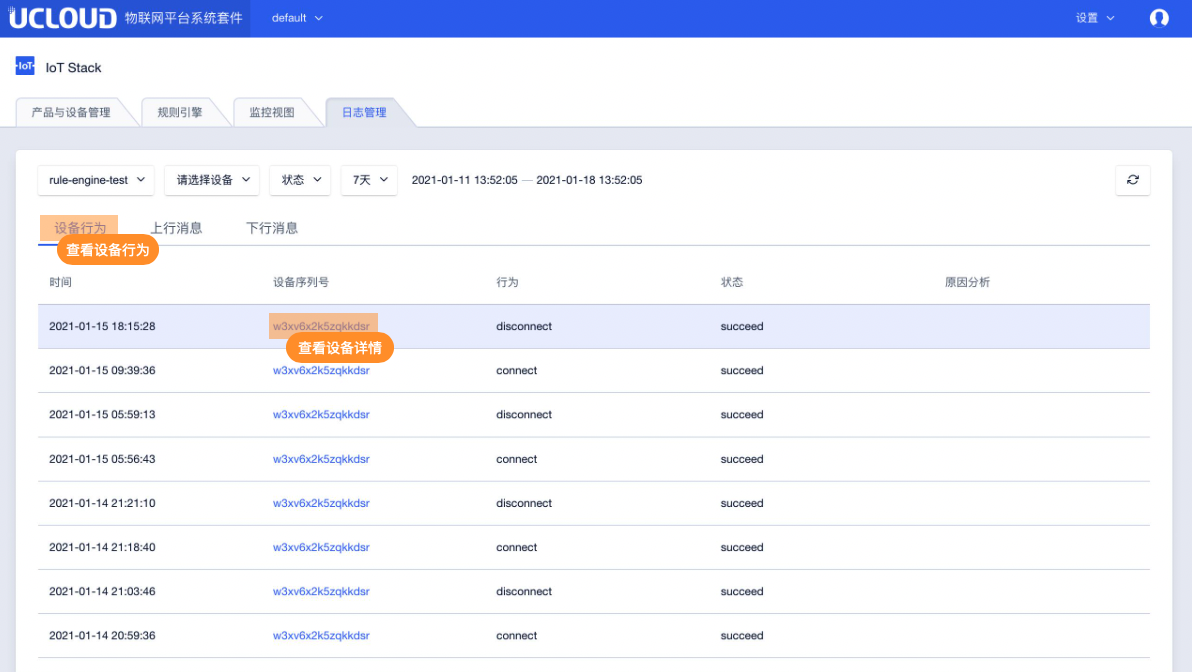 UCLOUD 物联网平台系统套件 default 设置
IoT IoT Stack
产品与设备管理 规则引擎 监控视图 日志管理
rule-engine-test 请选择设备 状态 7天 2021-01-11 13:52:05 — 2021-01-18 13:52:05
设备行为 上行消息 下行消息
查看设备行为
时间 设备序列号 行为 状态 原因分析
2021-01-15 18:15:28 w3xv6x2k5zqkkdsr disconnect succeed
查看设备详情
2021-01-15 09:39:36 w3xv6x2k5zqkkdsr connect succeed
2021-01-15 05:59:13 w3xv6x2k5zqkkdsr disconnect succeed
2021-01-15 05:56:43 w3xv6x2k5zqkkdsr connect succeed
2021-01-14 21:21:10 w3xv6x2k5zqkkdsr disconnect succeed
2021-01-14 21:18:40 w3xv6x2k5zqkkdsr connect succeed
2021-01-14 21:03:46 w3xv6x2k5zqkkdsr disconnect succeed
2021-01-14 20:59:36 w3xv6x2k5zqkkdsr connect succeed